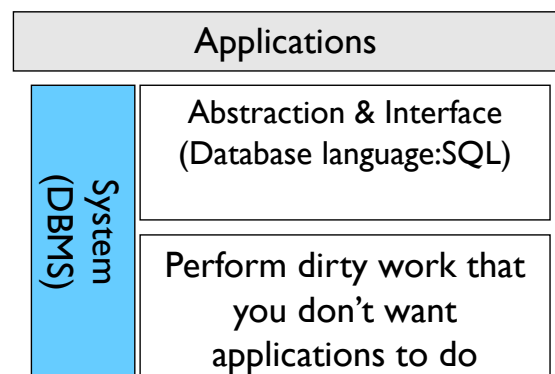 Applications
System
(DBMS)
Abstraction & Interface
(Database language:SQL)
Perform dirty work that
you don’t want
applications to do